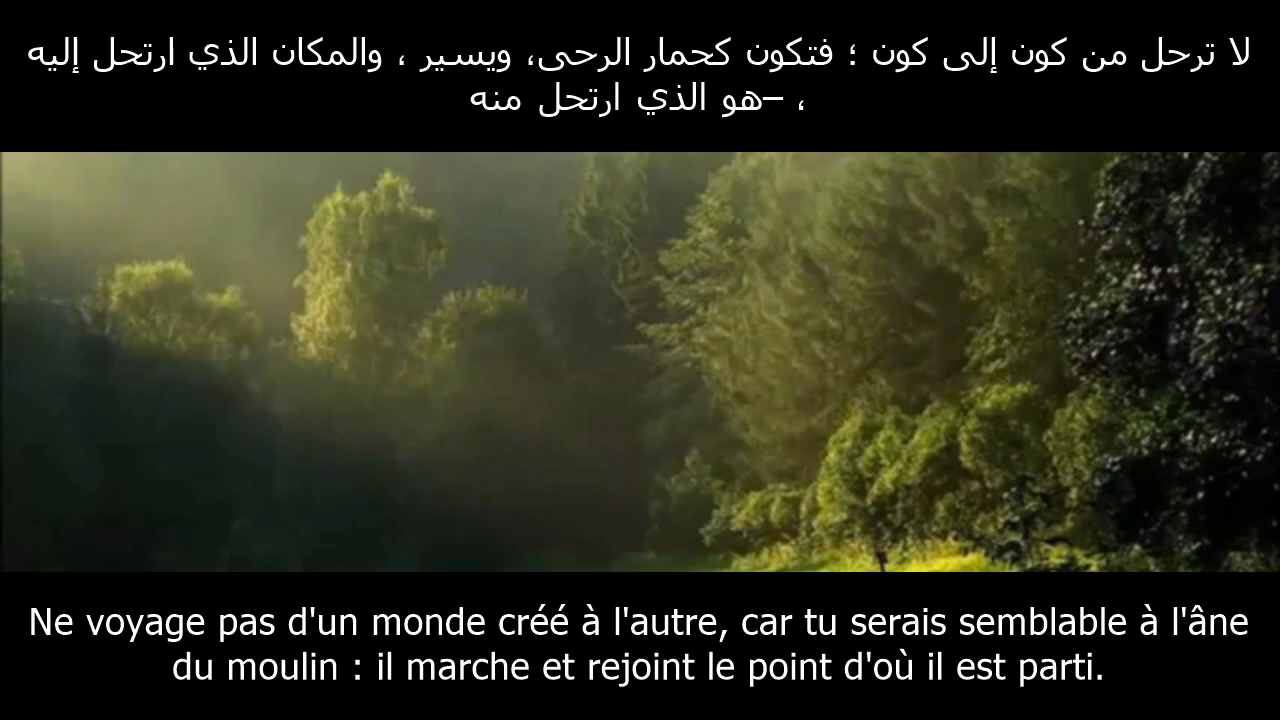 لا ترحل من كون إلى كون ؛ فتكون كحمار الرحى، ويسير ، والمكان الذي ارتحل إليه
، –هو الذي ارتحل منه
Ne voyage pas d'un monde créé à l'autre, car tu serais semblable à l'âne
du moulin : il marche et rejoint le point d'où il est parti.